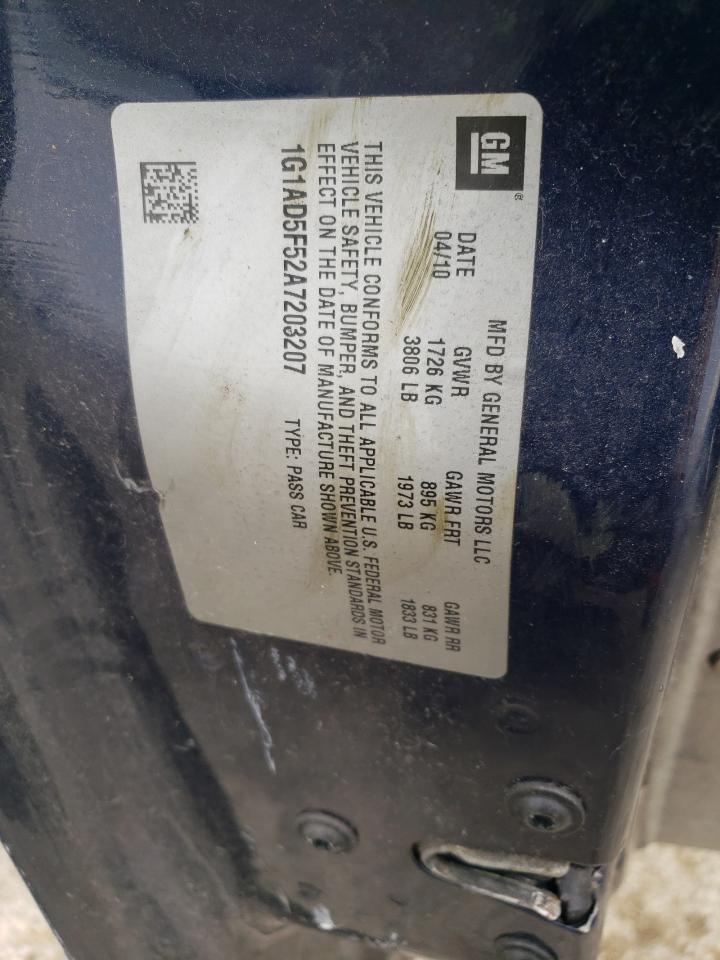 GM®
MFD BY GENERAL MOTORS LLC
DATE GVWR GAWR FRT GAWR RR
04/10 1726 KG 895 KG 831 KG
3806 LB 1973 LB 1833 LB
THIS VEHICLE CONFORMS TO ALL APPLICABLE U.S. FEDERAL MOTOR
VEHICLE SAFETY, BUMPER, AND THEFT PREVENTION STANDARDS IN
EFFECT ON THE DATE OF MANUFACTURE SHOWN ABOVE.
1G1AD5F52A7203207 TYPE: PASS CAR